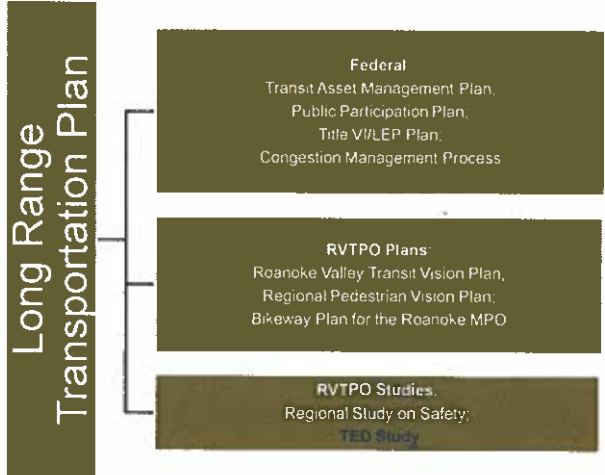 Long Range
Transportation Plan
Federal
Transit Asset Management Plan,
Public Participation Plan;
Title VI/LEP Plan;
Congestion Management Process
RVTPO Plans:
Roanoke Valley Transit Vision Plan,
Regional Pedestrian Vision Plan;
Bikeway Plan for the Roanoke MPO
RVTPO Studies.
Regional Study on Safety;
TED Study